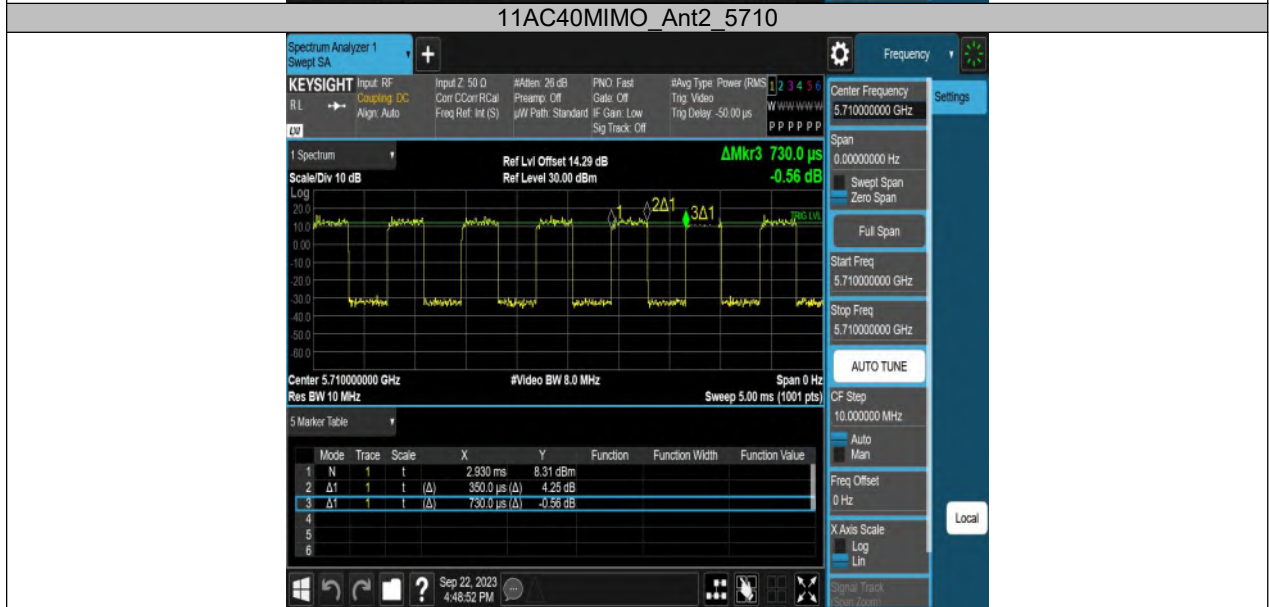 11AC40MIMO_Ant2_5710
Spectrum Analyzer 1
Swept SA
+
Frequency
KEYSIGHT Input: RF
RL
Coupling: DC
Align: Auto
LXI
Input Z: 50 Ω
Corr CCorr RCal
Freq Ref: Int (S)
#Atten: 26 dB
Preamp: Off
µW Path: Standard
PNO: Fast
Gate: Off
IF Gain: Low
Sig Track: Off
#Avg Type: Power (RMS
Trig: Video
Trig Delay: -50.00 µs
1 2 3 4 5 6
W W W W W W
P P P P P P
Center Frequency
5.710000000 GHz
Settings
Span
0.00000000 Hz
Swept Span
Zero Span
Full Span
Start Freq
5.710000000 GHz
Stop Freq
5.710000000 GHz
AUTO TUNE
CF Step
10.000000 MHz
Auto
Man
Freq Offset
0 Hz
X Axis Scale
Log
Lin
Signal Track
(Span Zoom)
Local
1 Spectrum
Scale/Div 10 dB
Ref Lvl Offset 14.29 dB
Ref Level 30.00 dBm
ΔMkr3 730.0 µs
-0.56 dB
Log
20.0
10.0
0.00
-10.0
-20.0
-30.0
-40.0
-50.0
-60.0
1
2Δ1
3Δ1
TRIG LVL
Center 5.710000000 GHz
Res BW 10 MHz
#Video BW 8.0 MHz
Span 0 Hz
Sweep 5.00 ms (1001 pts)
5 Marker Table
Mode Trace Scale X Y Function Function Width Function Value
1 N 1 t 2.930 ms 8.31 dBm
2 Δ1 1 t (Δ) 350.0 µs (Δ) 4.25 dB
3 Δ1 1 t (Δ) 730.0 µs (Δ) -0.56 dB
4
5
6
?
Sep 22, 2023
4:48:52 PM